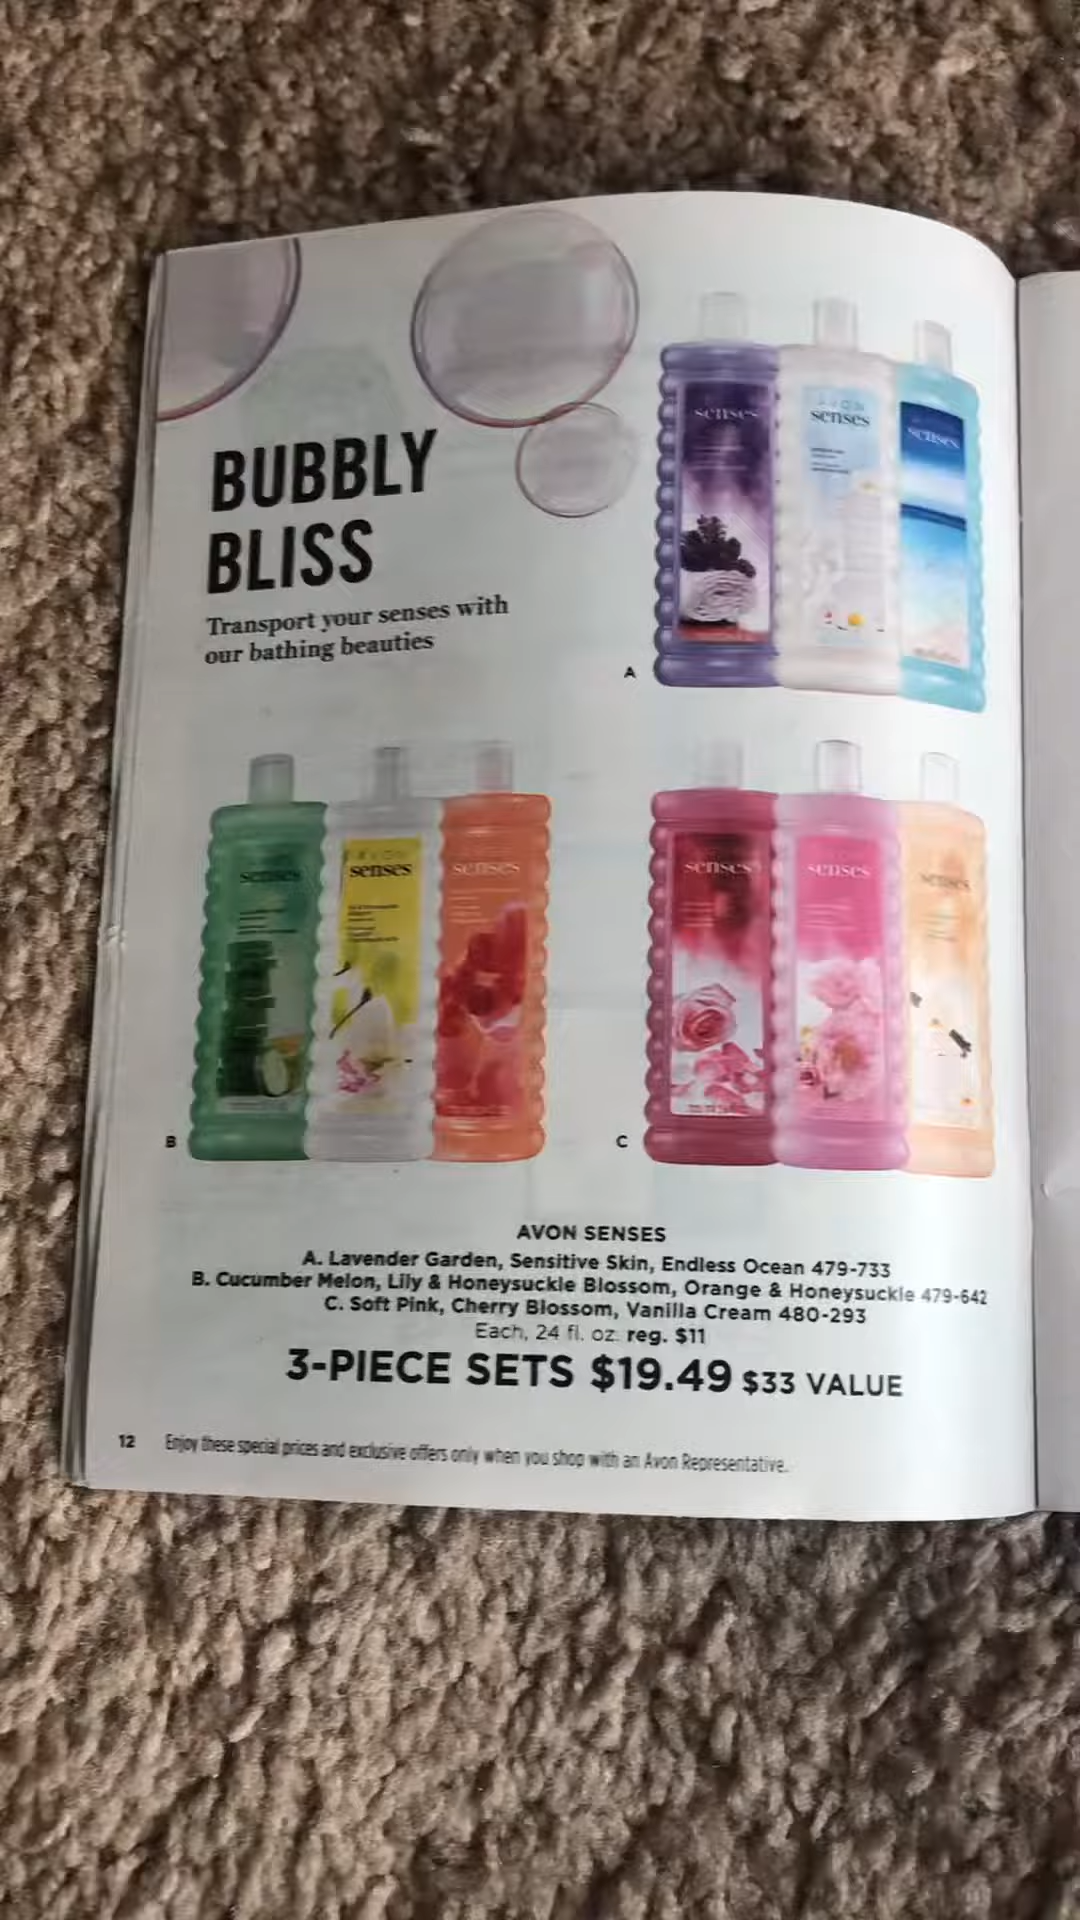 BUBBLY
BLISS
Transport your senses with
our bathing beauties
senses
AVON
senses
senses
A
senses
AVON
senses
senses
B
senses
senses
senses
C
AVON SENSES
A. Lavender Garden, Sensitive Skin, Endless Ocean 479-733
B. Cucumber Melon, Lily & Honeysuckle Blossom, Orange & Honeysuckle 479-642
C. Soft Pink, Cherry Blossom, Vanilla Cream 480-293
Each, 24 fl. oz. reg. $11
3-PIECE SETS $19.49 $33 VALUE
12 Enjoy these special prices and exclusive offers only when you shop with an Avon Representative.